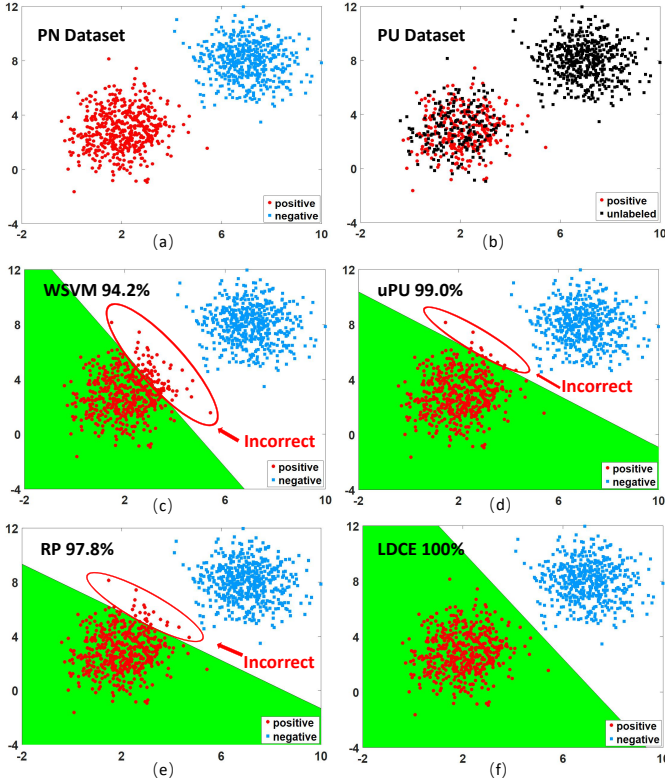 PN Dataset
12
8
4
0
-4
-2
2
6
10
positive
negative
(a)
PU Dataset
12
8
4
0
-4
-2
2
6
10
positive
unlabeled
(b)
WSVM 94.2%
Incorrect
12
8
4
0
-4
-2
2
6
10
positive
negative
(c)
uPU 99.0%
Incorrect
12
8
4
0
-4
-2
2
6
10
positive
negative
(d)
RP 97.8%
Incorrect
12
8
4
0
-4
-2
2
6
10
positive
negative
(e)
LDCE 100%
12
8
4
0
-4
-2
2
6
10
positive
negative
(f)